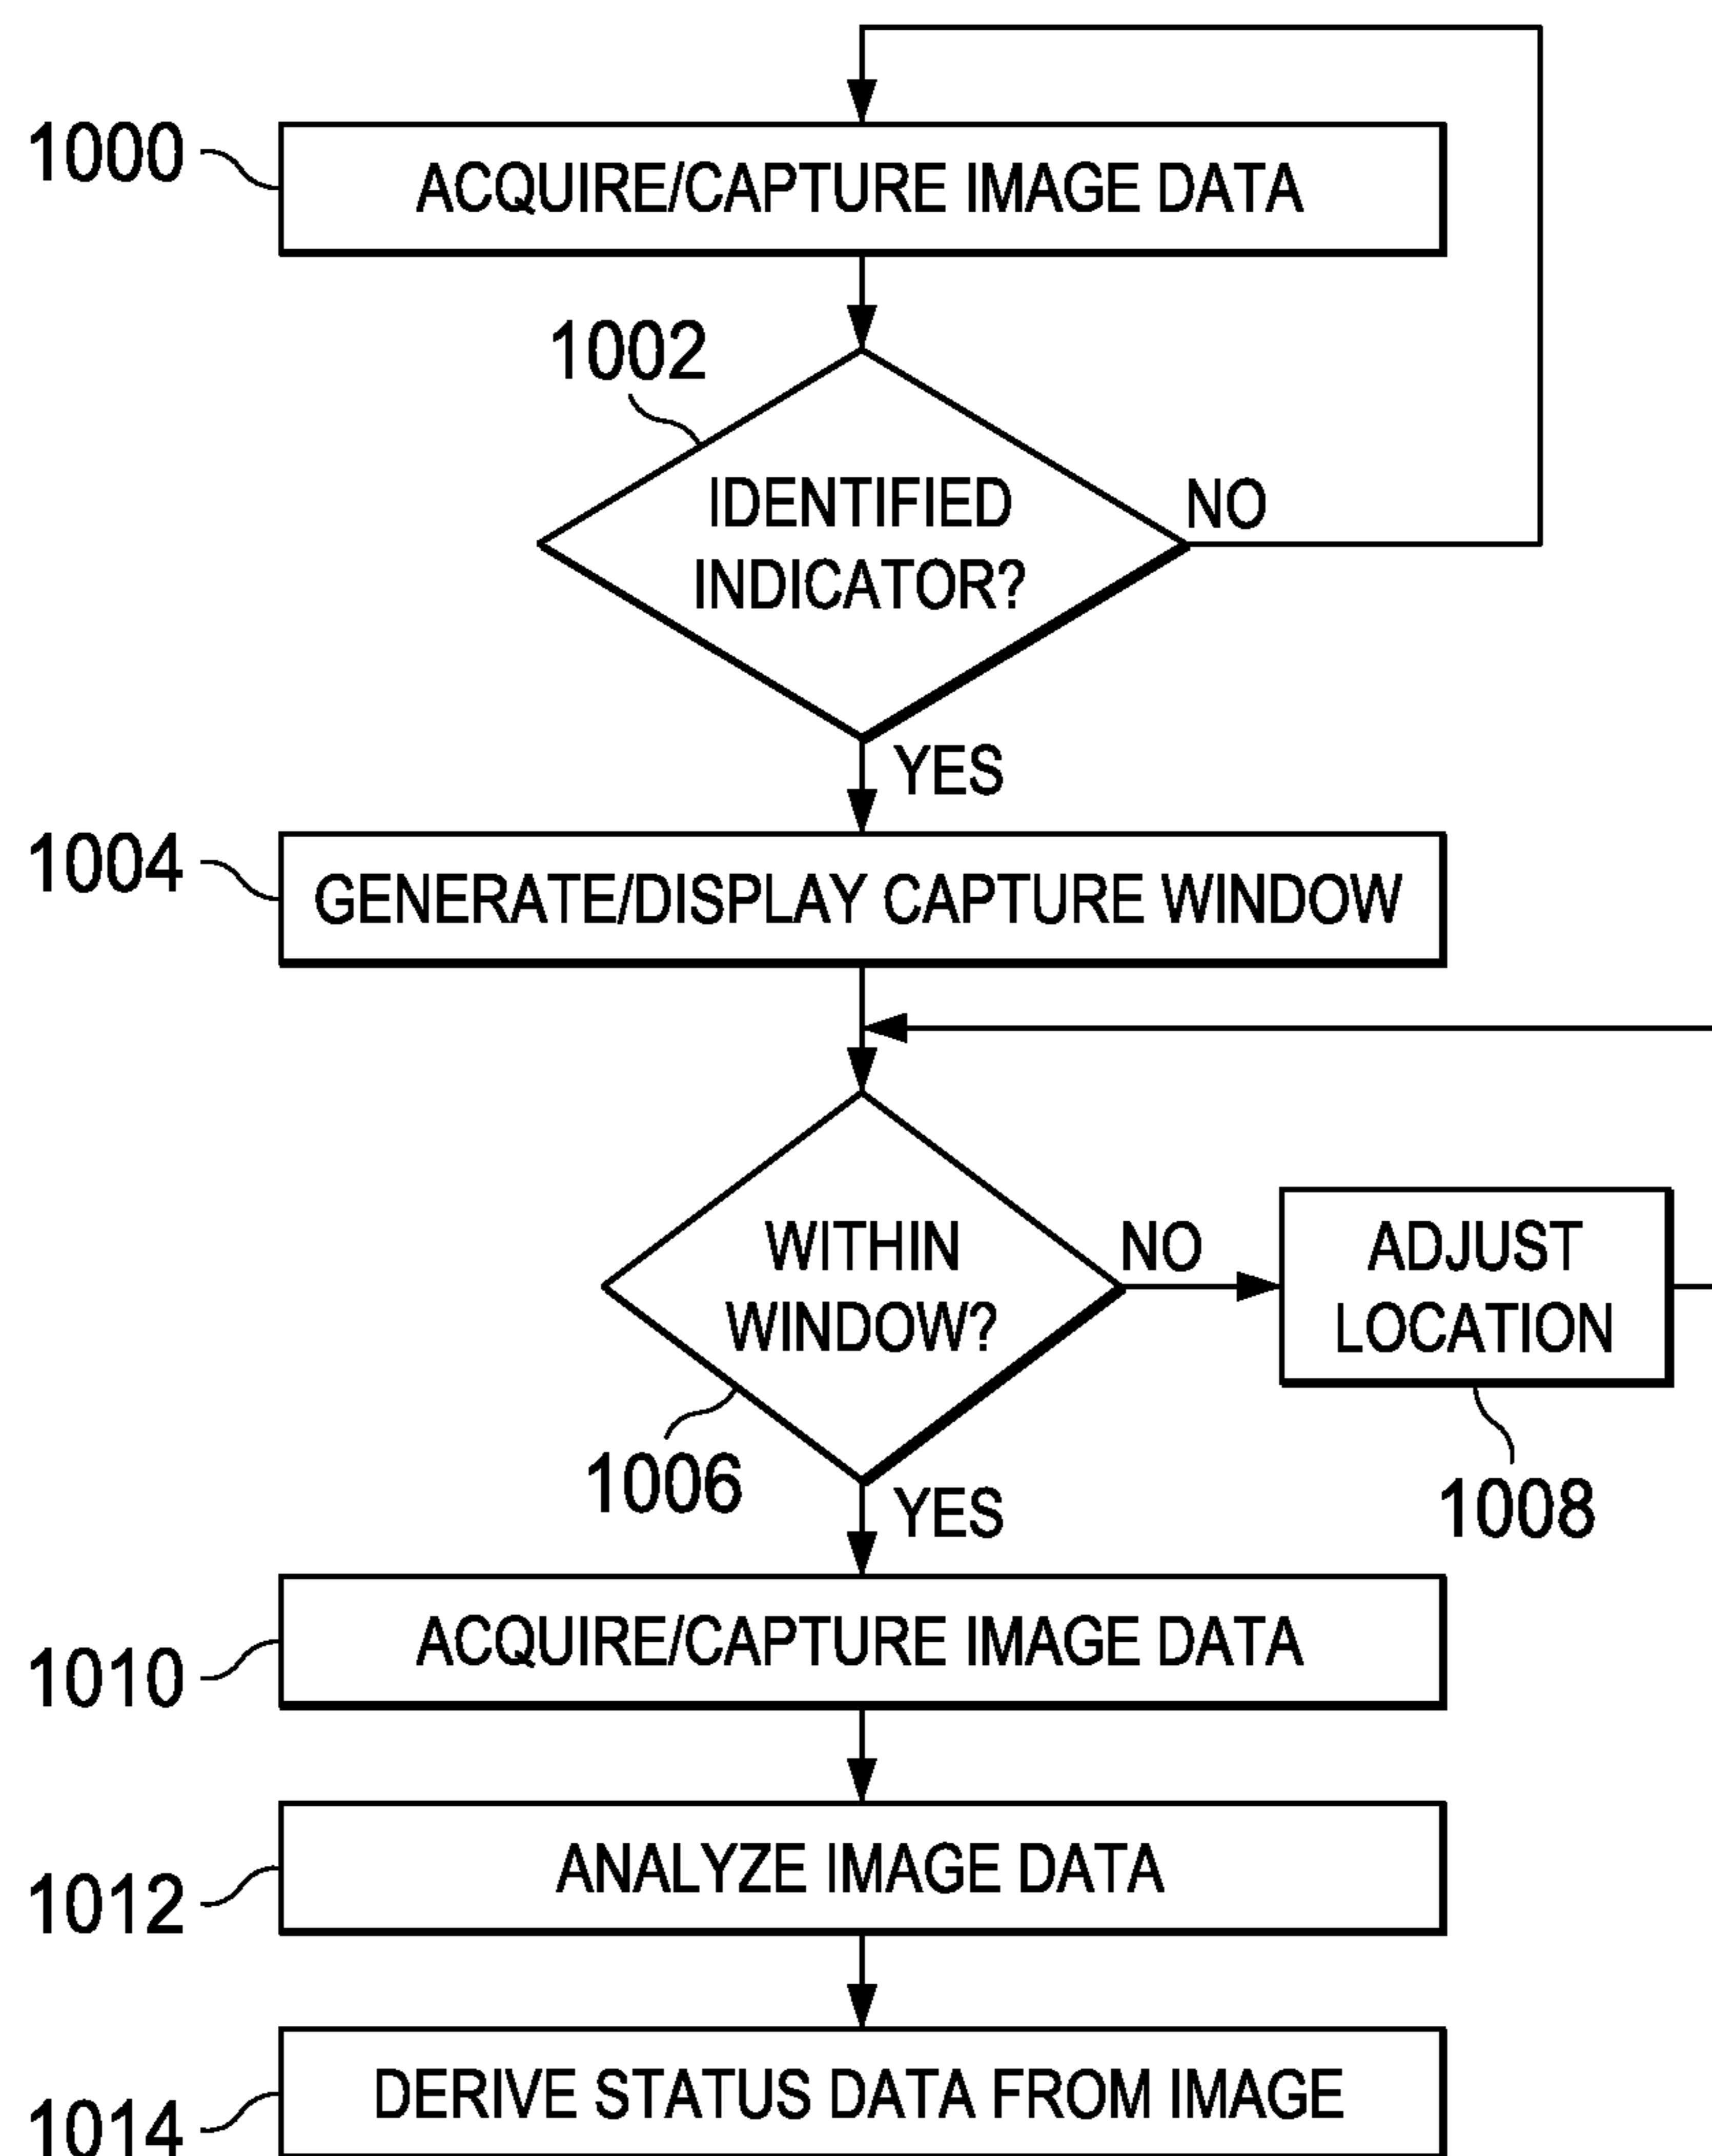 1000
ACQUIRE/CAPTURE IMAGE DATA
1002
IDENTIFIED
INDICATOR?
NO
YES
1004
GENERATE/DISPLAY CAPTURE WINDOW
WITHIN
WINDOW?
NO
ADJUST
LOCATION
1006
YES
1008
1010
ACQUIRE/CAPTURE IMAGE DATA
1012
ANALYZE IMAGE DATA
1014
DERIVE STATUS DATA FROM IMAGE